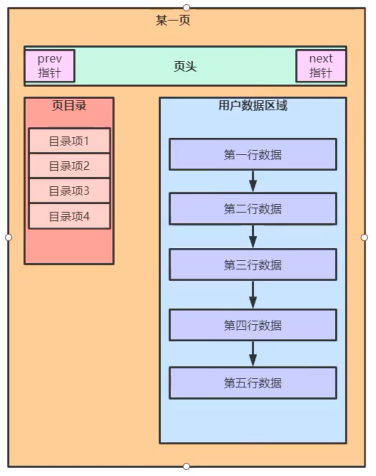 某一页
prev
指针
页头
next
指针
页目录
目录项1
目录项2
目录项3
目录项4
用户数据区域
第一行数据
第二行数据
第三行数据
第四行数据
第五行数据